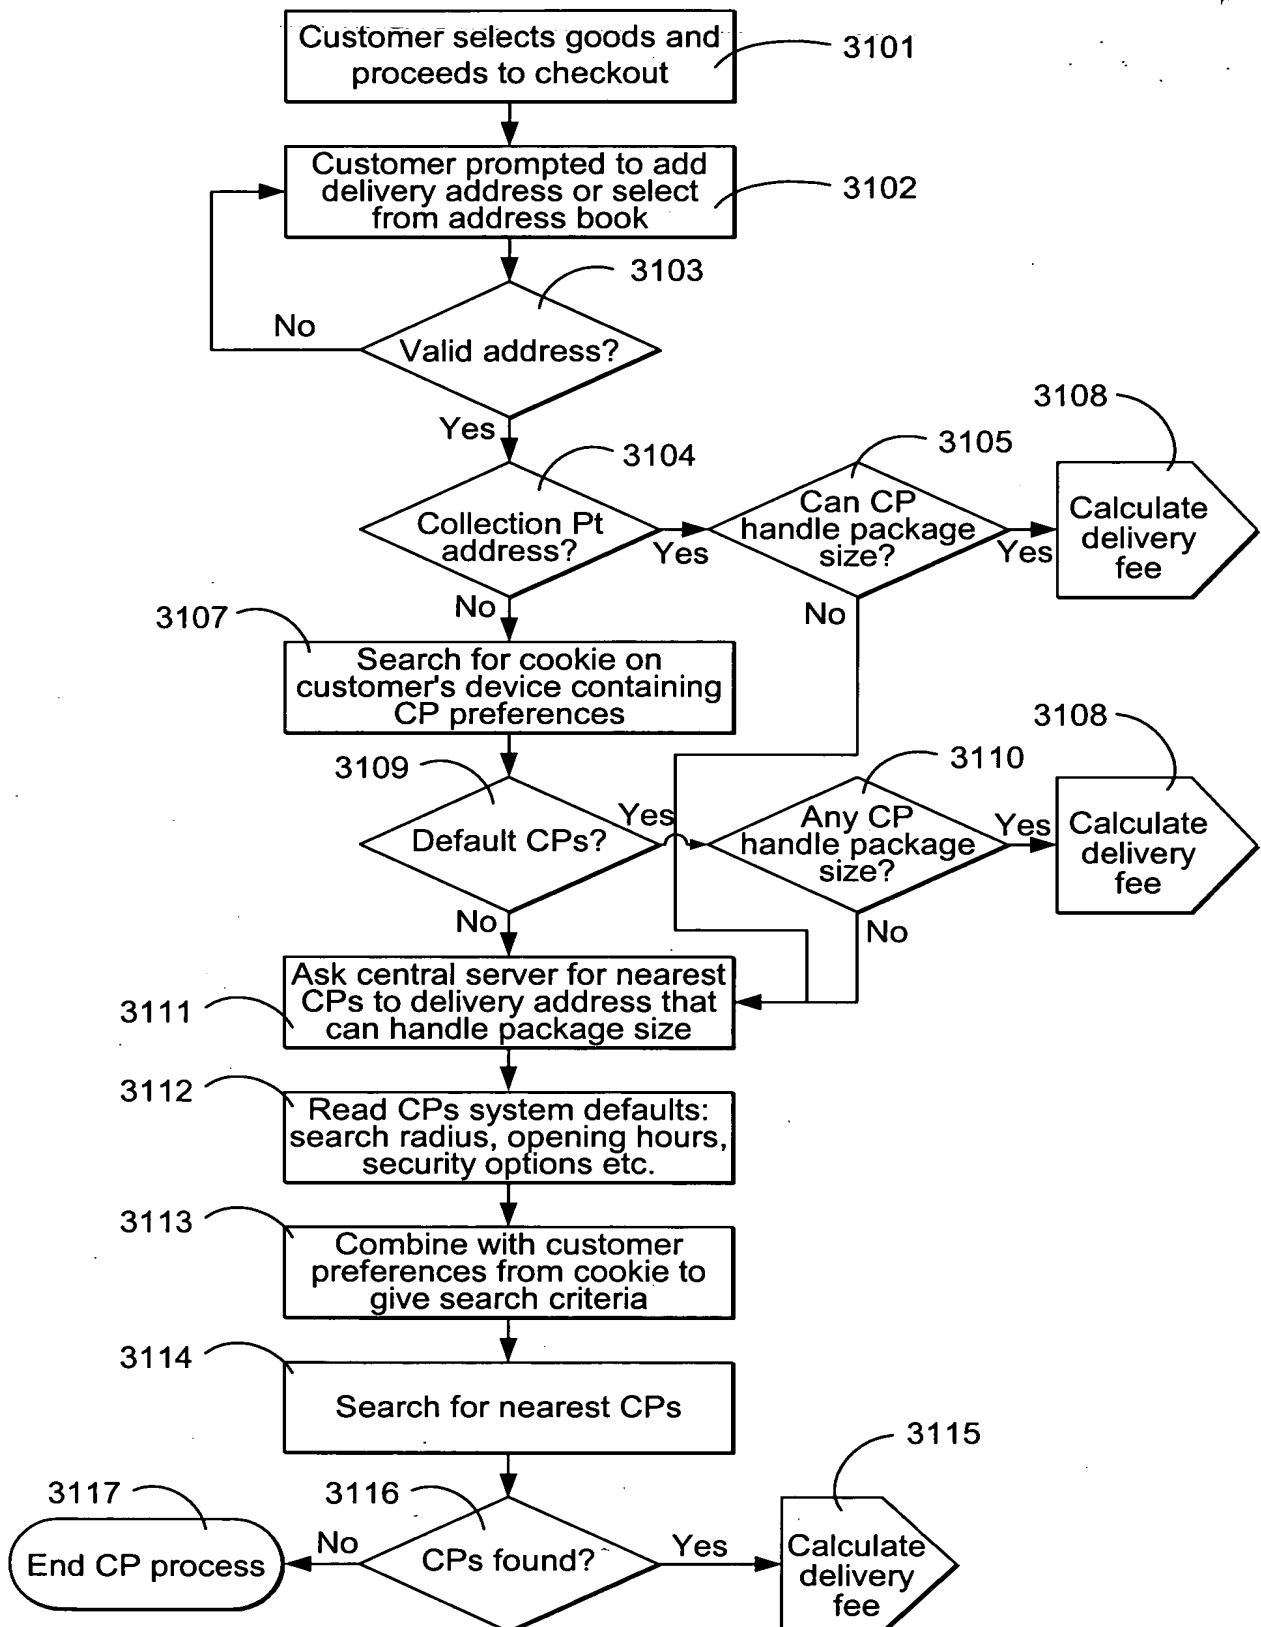 Customer selects goods and
proceeds to checkout
3101
Customer prompted to add
delivery address or select
from address book
3102
3103
No
Valid address?
Yes
3104
Collection Pt
address?
Yes
3105
Can CP
handle package
size?
Yes
3108
Calculate
delivery
fee
No
No
3107
Search for cookie on
customer's device containing
CP preferences
3109
Default CPs?
Yes
3110
Any CP
handle package
size?
Yes
3108
Calculate
delivery
fee
No
No
Ask central server for nearest
CPs to delivery address that
can handle package size
3111
3112
Read CPs system defaults:
search radius, opening hours,
security options etc.
3113
Combine with customer
preferences from cookie to
give search criteria
3114
Search for nearest CPs
3115
3117
3116
No
End CP process
CPs found?
Yes
Calculate
delivery
fee